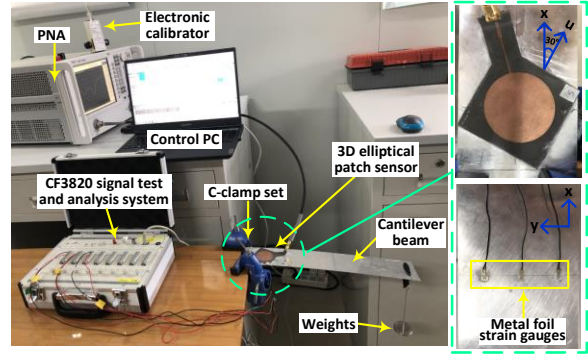 PNA
Electronic
calibrator
Control PC
CF3820 signal test
and analysis system
C-clamp set
3D elliptical
patch sensor
Cantilever
beam
Weights
x
u
30°
x
y
Metal foil
strain gauges